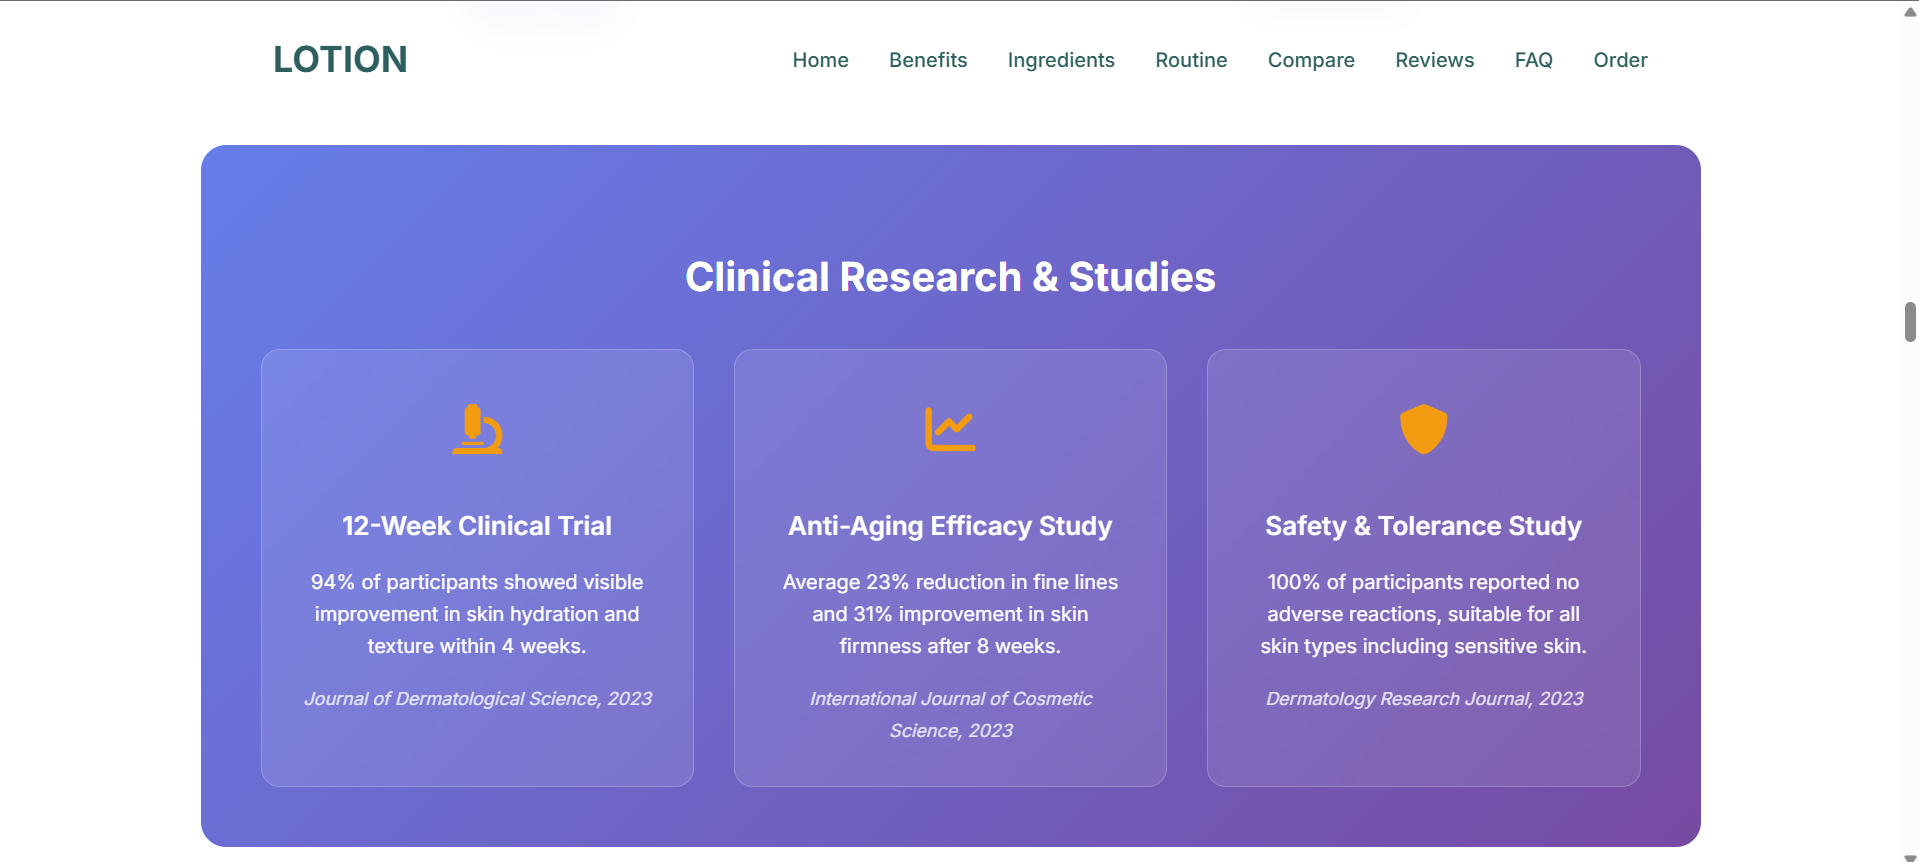 LOTION
Home Benefits Ingredients Routine Compare Reviews FAQ Order
Clinical Research & Studies
12-Week Clinical Trial
94% of participants showed visible
improvement in skin hydration and
texture within 4 weeks.
Journal of Dermatological Science, 2023
Anti-Aging Efficacy Study
Average 23% reduction in fine lines
and 31% improvement in skin
firmness after 8 weeks.
International Journal of Cosmetic
Science, 2023
Safety & Tolerance Study
100% of participants reported no
adverse reactions, suitable for all
skin types including sensitive skin.
Dermatology Research Journal, 2023